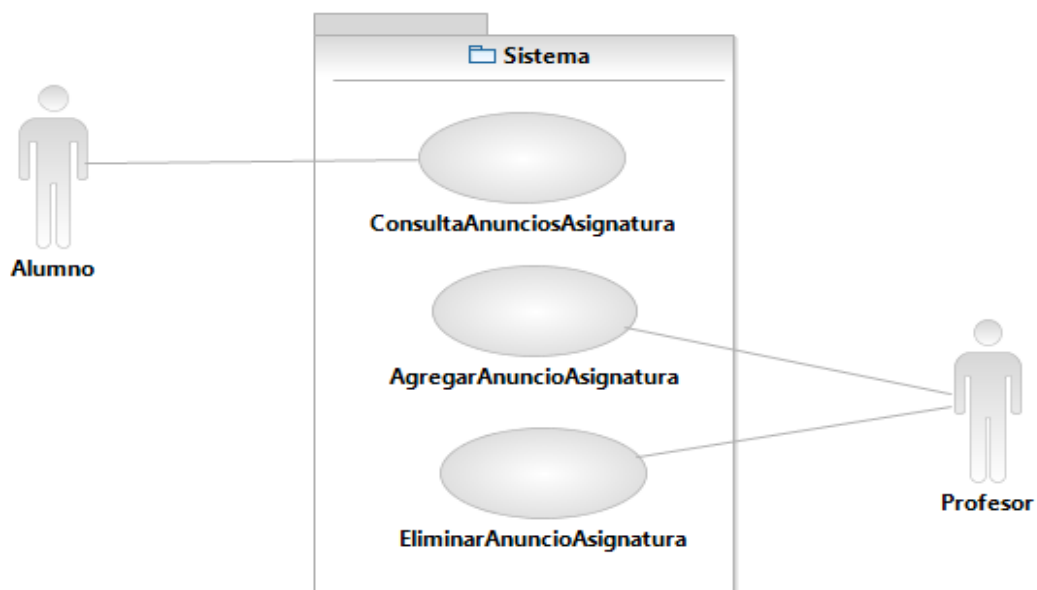 Sistema
ConsultaAnunciosAsignatura
Alumno
AgregarAnuncioAsignatura
Profesor
EliminarAnuncioAsignatura